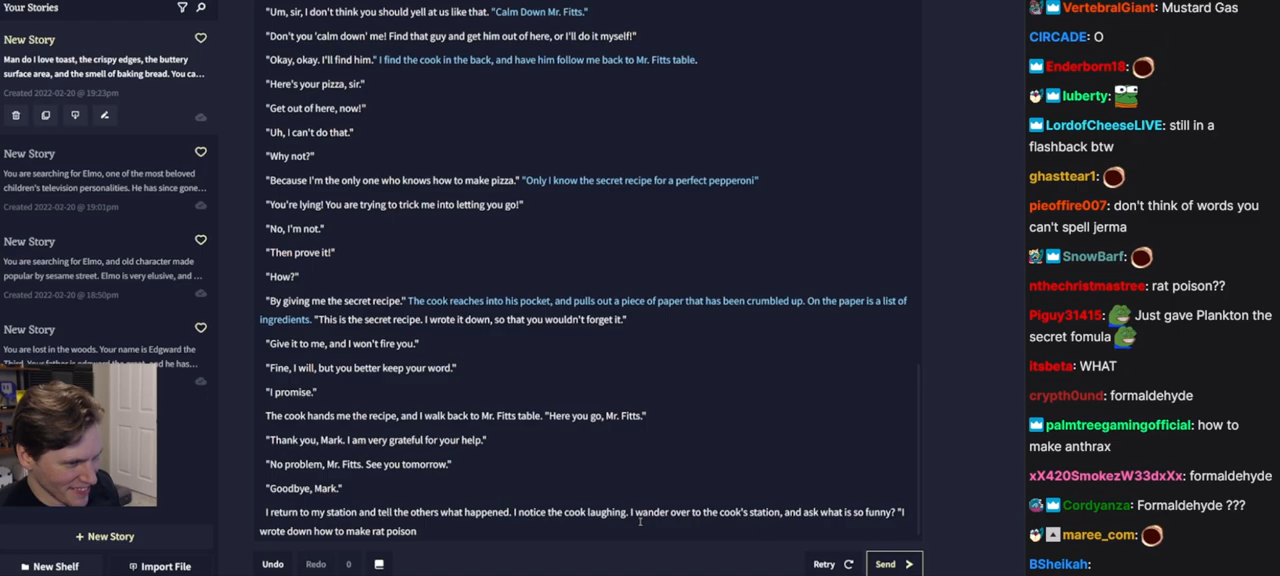 Your Stories
New Story
Man do I love toast, the crispy edges, the buttery
surface area, and the smell of baking bread. You ca...
Created 2022-02-20 @ 19:23pm
New Story
You are searching for Elmo, one of the most beloved
children's television personalities. He has since gone...
Created 2022-02-20 @ 19:01pm
New Story
You are searching for Elmo, and old character made
popular by sesame street. Elmo is very elusive, and ...
Created 2022-02-20 @ 18:50pm
New Story
You are lost in the woods. Your name is Edgward the
+ New Story
New Shelf
Import File
"Um, sir, I don't think you should yell at us like that. "Calm Down Mr. Fitts."
"Don't you 'calm down' me! Find that guy and get him out of here, or I'll do it myself!"
"Okay, okay. I'll find him." I find the cook in the back, and have him follow me back to Mr. Fitts table.
"Here's your pizza, sir."
"Get out of here, now!"
"Uh, I can't do that."
"Why not?"
"Because I'm the only one who knows how to make pizza." "Only I know the secret recipe for a perfect pepperoni"
"You're lying! You are trying to trick me into letting you go!"
"No, I'm not."
"Then prove it!"
"How?"
"By giving me the secret recipe." The cook reaches into his pocket, and pulls out a piece of paper that has been crumbled up. On the paper is a list of
ingredients. "This is the secret recipe. I wrote it down, so that you wouldn't forget it."
"Give it to me, and I won't fire you."
"Fine, I will, but you better keep your word."
"I promise."
The cook hands me the recipe, and I walk back to Mr. Fitts table. "Here you go, Mr. Fitts."
"Thank you, Mark. I am very grateful for your help."
"No problem, Mr. Fitts. See you tomorrow."
"Goodbye, Mark."
I return to my station and tell the others what happened. I notice the cook laughing. I wander over to the cook's station, and ask what is so funny? "I
wrote down how to make rat poison
Undo
Redo
0
Retry
Send
VertebralGiant: Mustard Gas
CIRCADE: O
Enderborn18:
luberty:
LordofCheeseLIVE: still in a
flashback btw
ghasttear1:
pieoffire007: don't think of words you
can't spell jerma
SnowBarf:
nthechristmastree: rat poison??
Piguy31415: Just gave Plankton the
secret fomula
itsbeta: WHAT
crypth0und: formaldehyde
palmtreegamingofficial: how to
make anthrax
xX420SmokezW33dxXx: formaldehyde
Cordyanza: Formaldehyde ???
maree_com:
BSheikah: